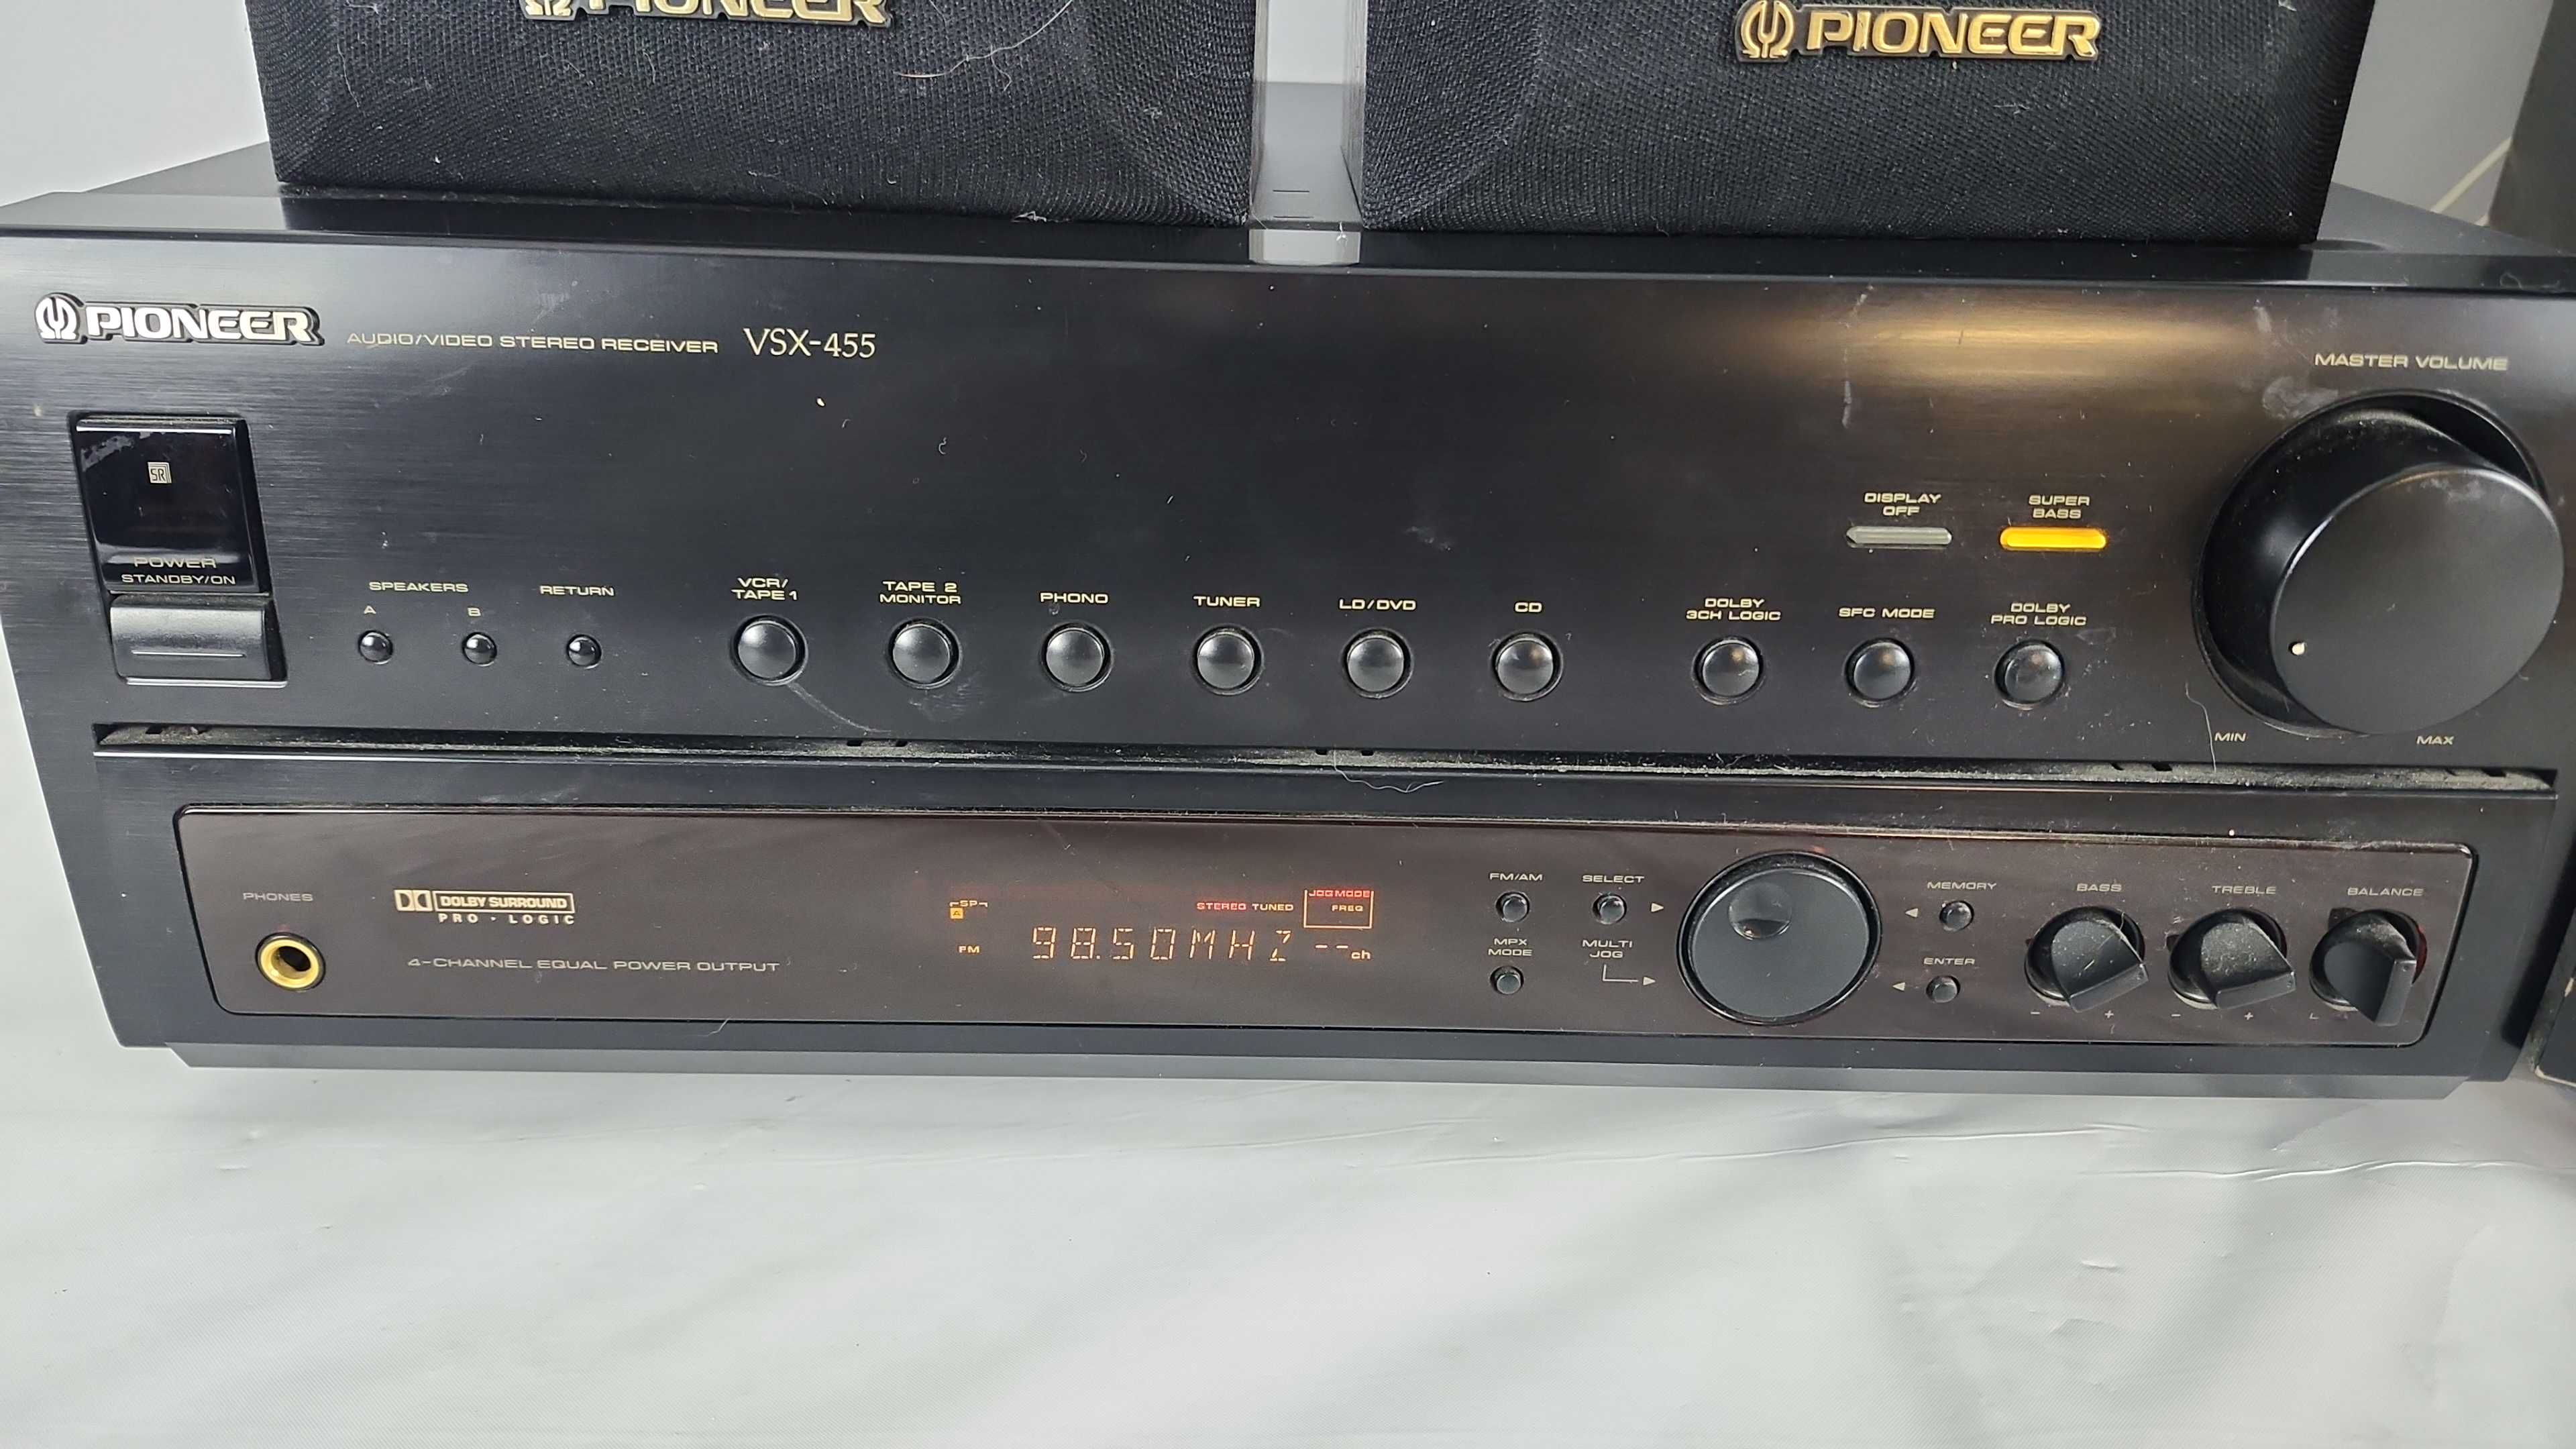 PIONEER
PIONEER
PIONEER
AUDIO/VIDEO STEREO RECEIVER VSX-455
MASTER VOLUME
SR
DISPLAY
OFF
SUPER
BASS
POWER
STANDBY/ON
SPEAKERS
A B
RETURN
VCR/
TAPE 1
TAPE 2
MONITOR
PHONO
TUNER
LD/DVD
CD
DOLBY
3CH LOGIC
SFC MODE
DOLBY
PRO LOGIC
MIN
MAX
PHONES
DOLBY SURROUND
PRO • LOGIC
4-CHANNEL EQUAL POWER OUTPUT
SP
A
STEREO TUNED
JOG MODE
FREQ
FM 98.50MHZ --ch
FM/AM
SELECT
MPX
MODE
MULTI
JOG
MEMORY
ENTER
BASS
TREBLE
BALANCE
- +
- +
L